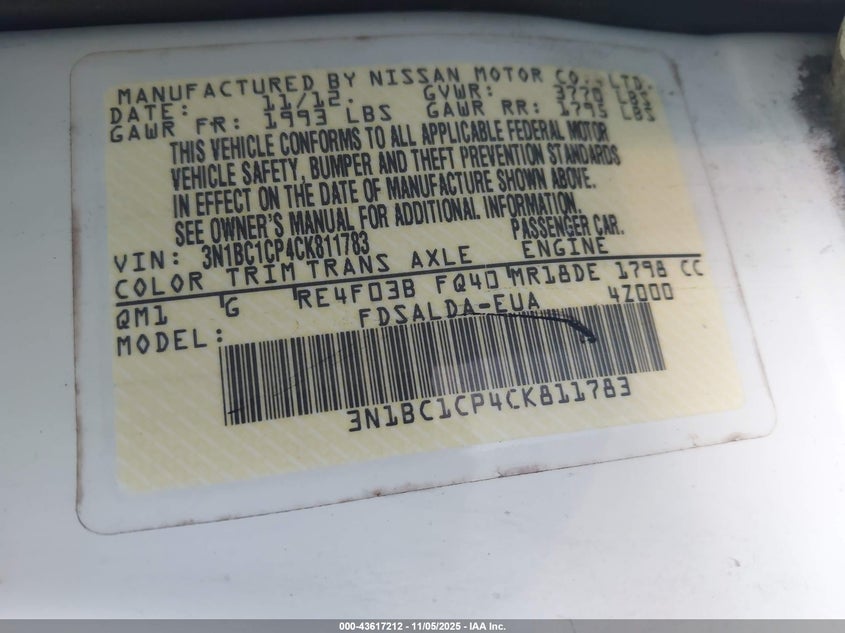 MANUFACTURED BY NISSAN MOTOR CO., LTD.
DATE: 11/12. GVWR: 3770 LBS
GAWR FR: 1993 LBS GAWR RR: 1795 LBS
THIS VEHICLE CONFORMS TO ALL APPLICABLE FEDERAL MOTOR
VEHICLE SAFETY, BUMPER AND THEFT PREVENTION STANDARDS
IN EFFECT ON THE DATE OF MANUFACTURE SHOWN ABOVE.
SEE OWNER'S MANUAL FOR ADDITIONAL INFORMATION.
VIN: 3N1BC1CP4CK811783 PASSENGER CAR.
COLOR TRIM TRANS AXLE ENGINE
QM1 G RE4F03B FQ40 MR18DE 1798 CC
MODEL: FDSALDA-EUA 4Z000
3N1BC1CP4CK811783
000-43617212 - 11/05/2025 - IAA Inc.